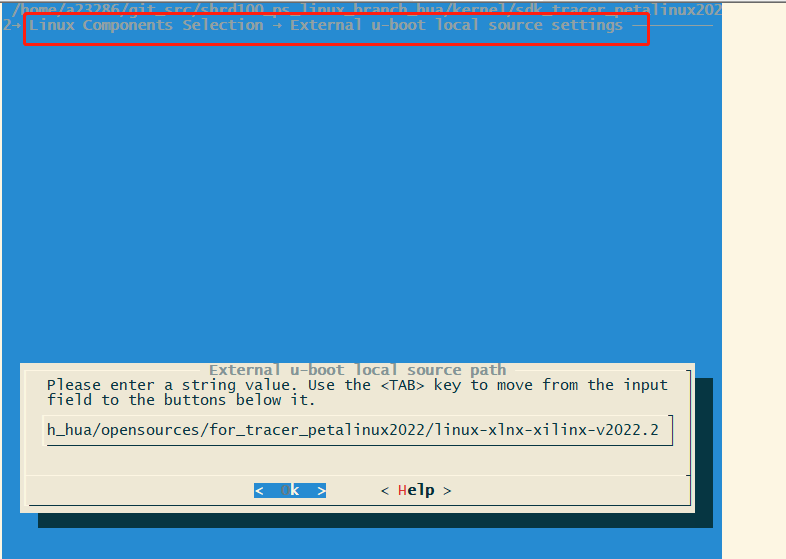 /home/a23286/git_src/sbrd100_ps_linux_branch_hua/kernel/sdk_tracer_petalinux202
2→ Linux Components Selection → External u-boot local source settings
External u-boot local source path
Please enter a string value. Use the <TAB> key to move from the input
field to the buttons below it.
h_hua/opensources/for_tracer_petalinux2022/linux-xlnx-xilinx-v2022.2
< Ok > < Help >